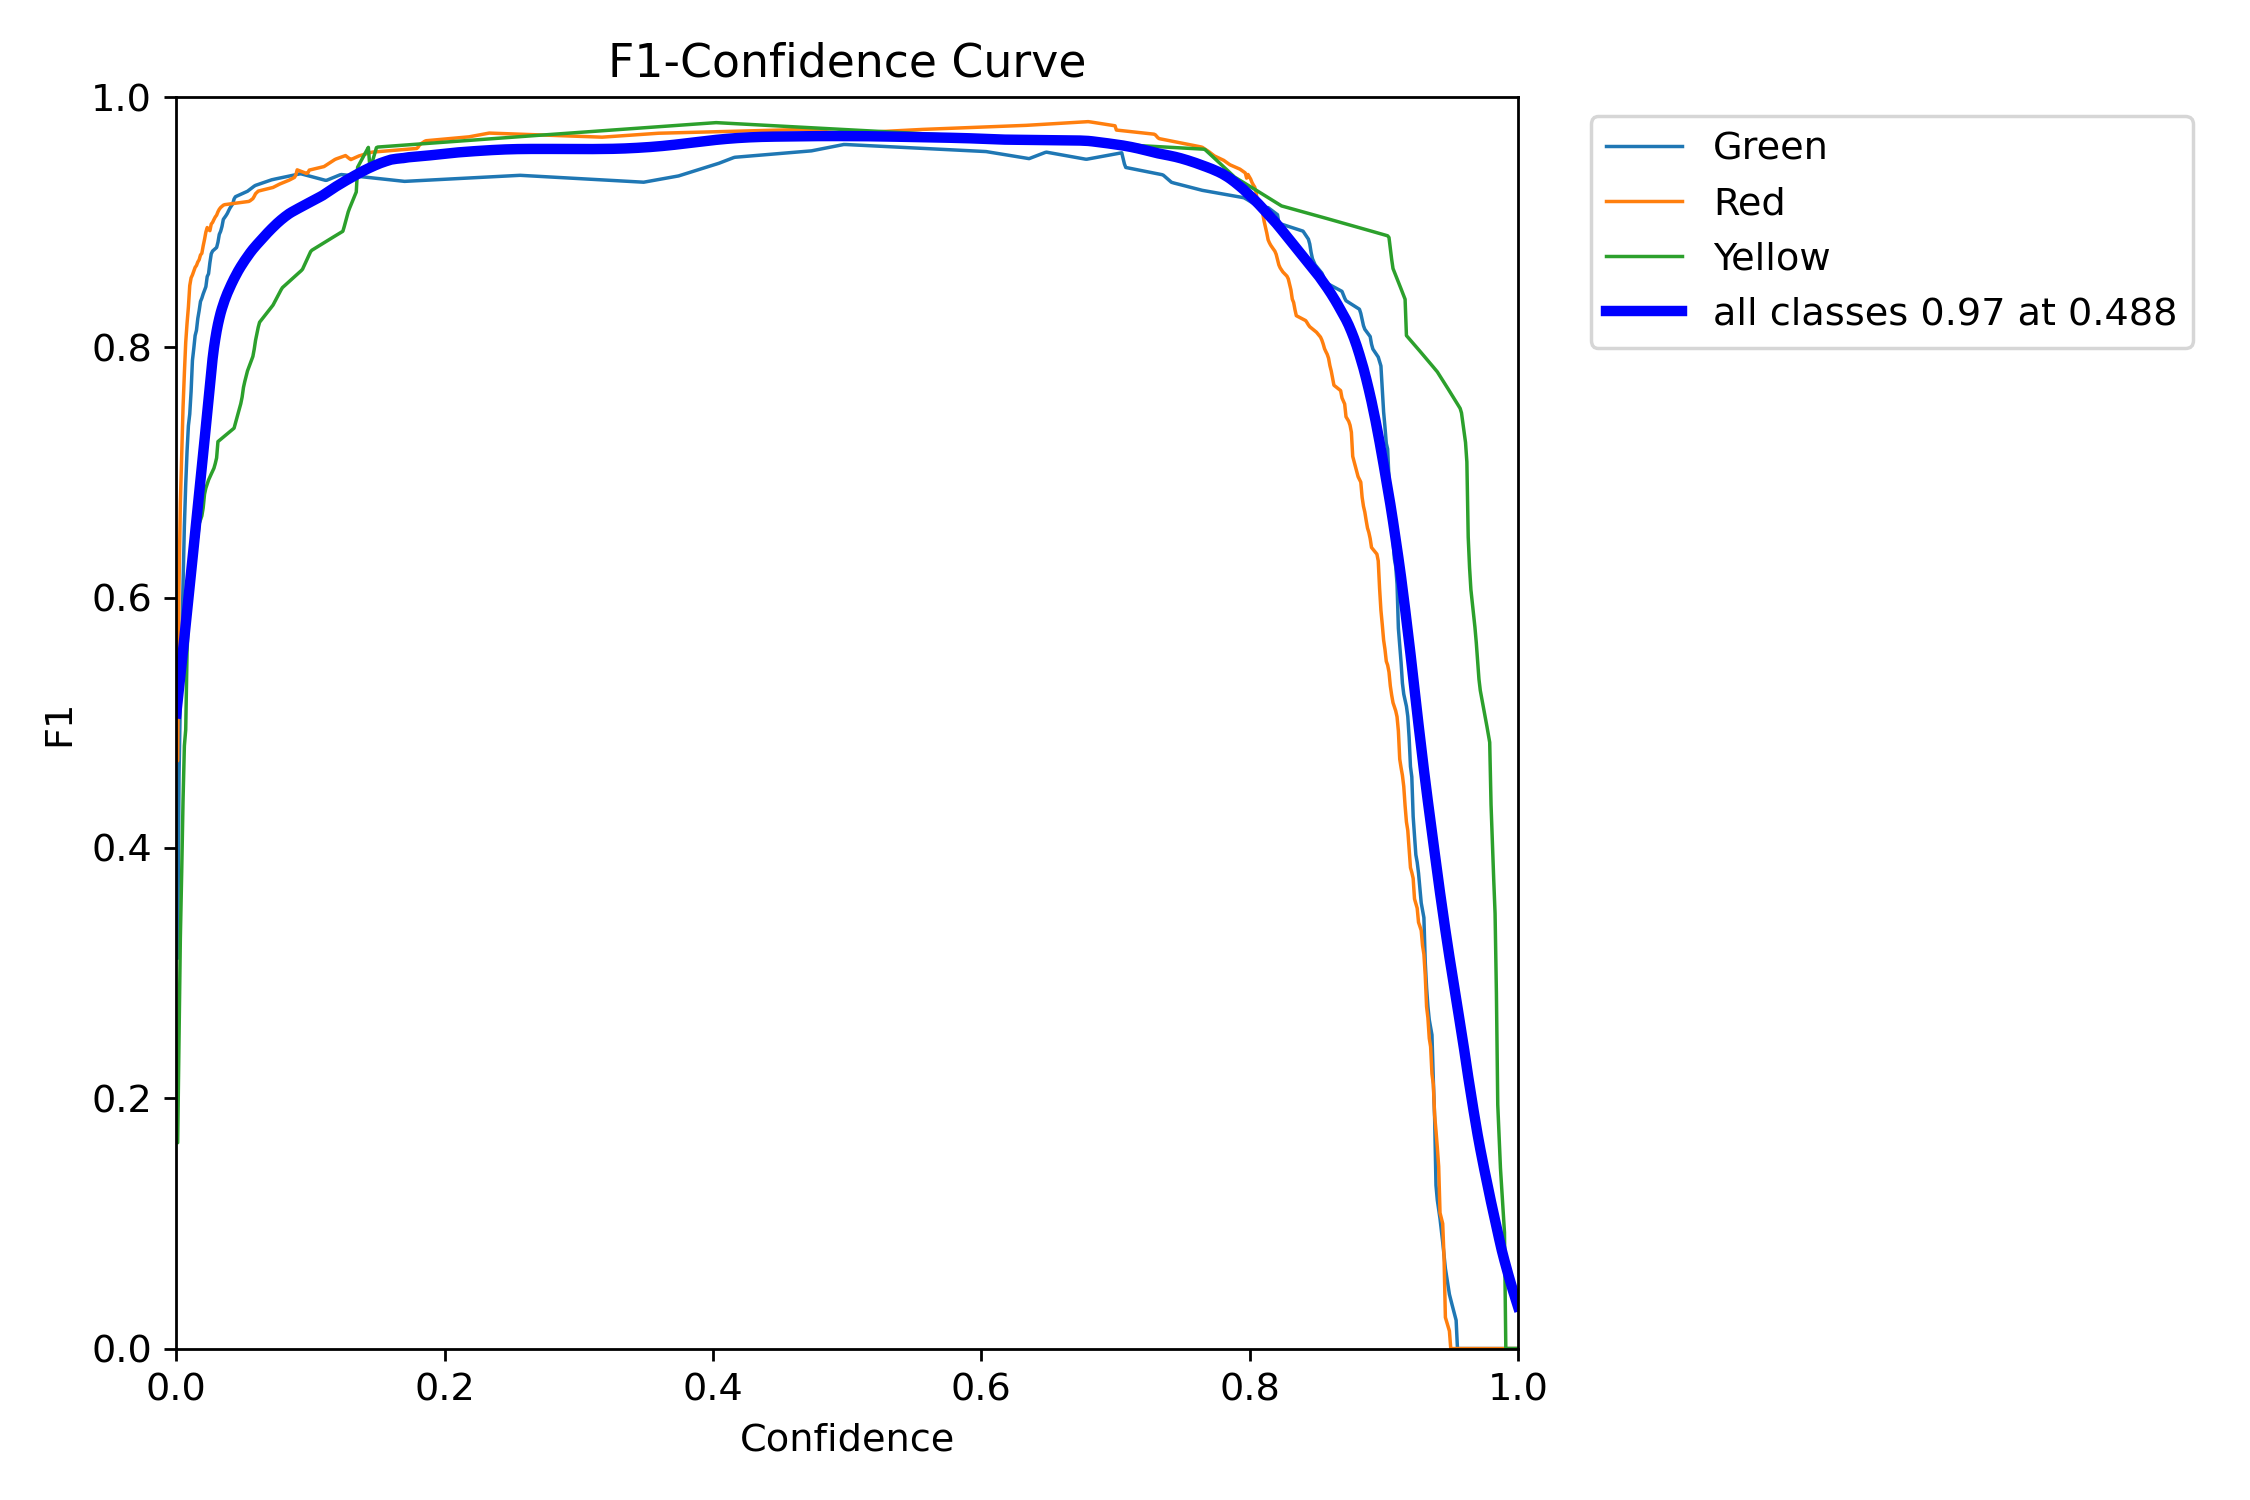 F1-Confidence Curve
1.0
0.8
0.6
0.4
0.2
0.0
F1
0.0 0.2 0.4 0.6 0.8 1.0
Confidence
Green
Red
Yellow
all classes 0.97 at 0.488